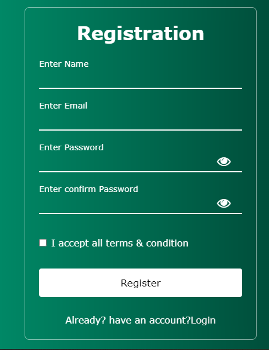 Registration
Enter Name
Enter Email
Enter Password
Enter confirm Password
I accept all terms & condition
Register
Already? have an account?Login